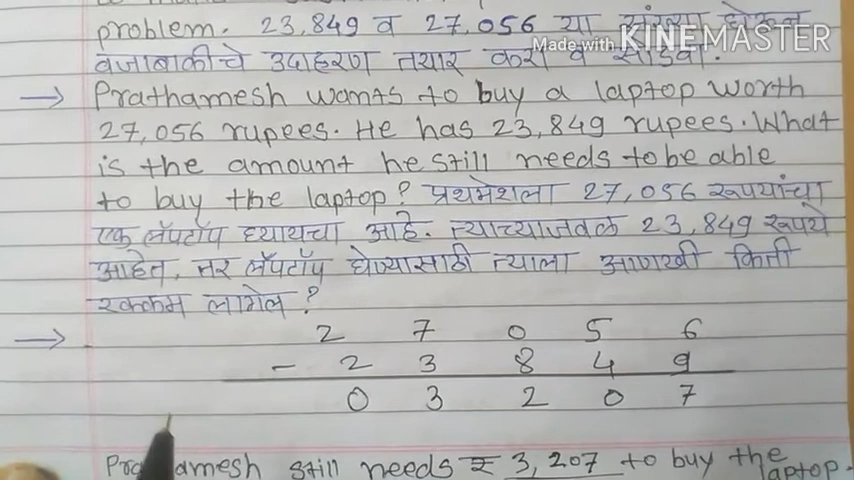 problem. 23,849 व 27,056 या संख्या घेऊन
Made with KINEMASTER
वजाबाकीचे उदाहरण तयार करा व सोडवा.
→ Prathamesh wants to buy a laptop worth
27,056 rupees. He has 23,849 rupees. What
is the amount he still needs to be able
to buy the laptop? प्रथमेशला 27,056 रूपयांचा
एक लॅपटॉप घ्यायचा आहे. त्याच्याजवळ 23,849 रूपये
आहेत, तर लॅपटॉप घेण्यासाठी त्याला आणखी किती
रक्कम लागेल?
→ 2 7 0 5 6
- 2 3 8 4 9
0 3 2 0 7
Prathamesh still needs ₹ 3,207 to buy the
laptop.